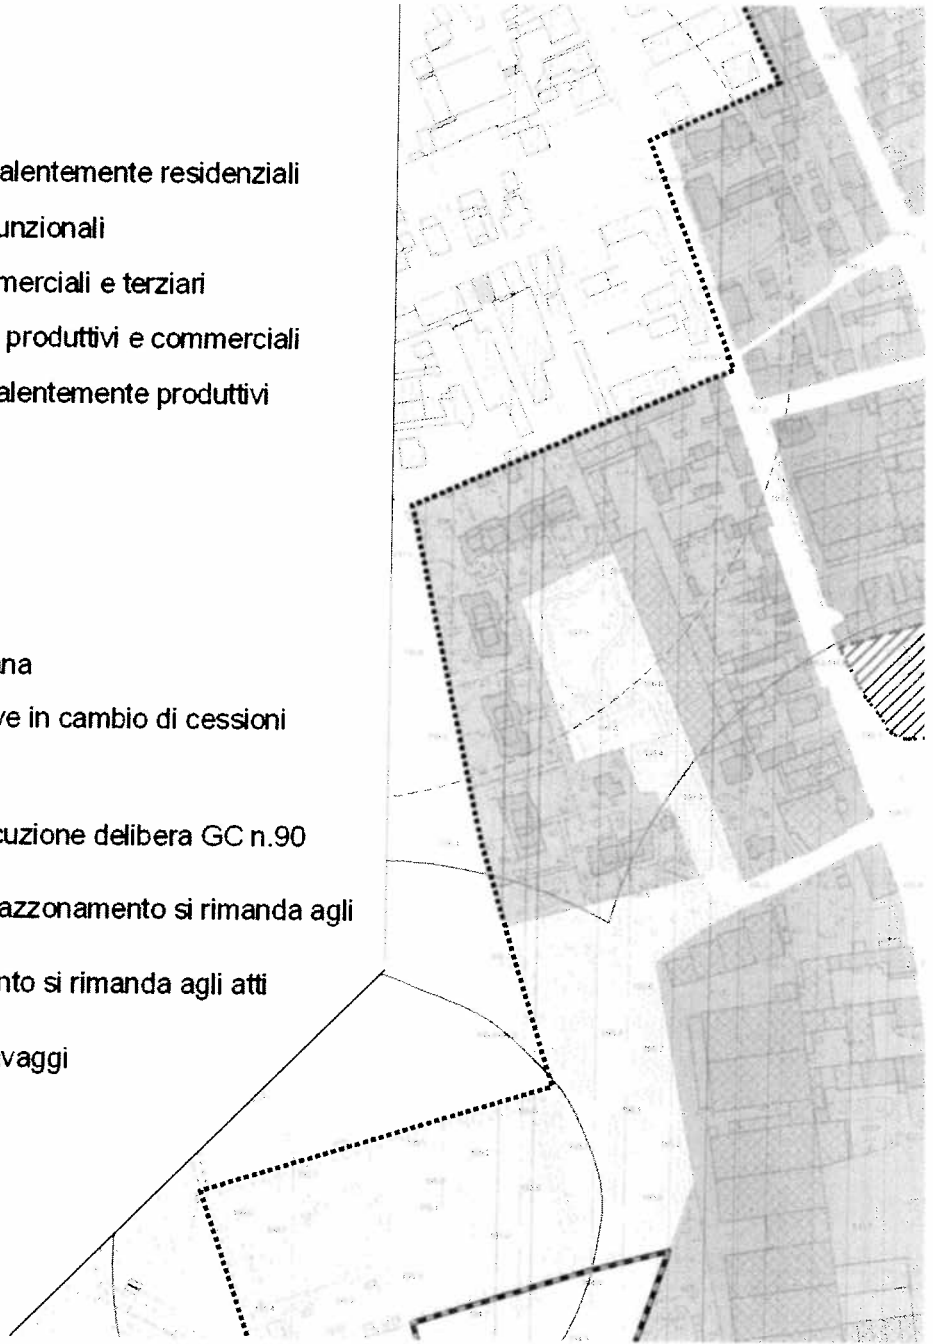 alentemente residenziali
unzionali
merciali e terziari
produttivi e commerciali
alentemente produttivi
na
ve in cambio di cessioni
cuzione delibera GC n.90
azzonamento si rimanda agli
nto si rimanda agli atti
vaggi